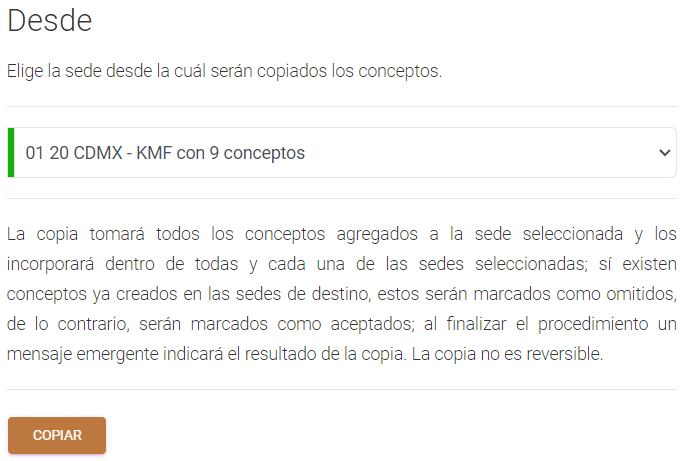 Desde
Elige la sede desde la cuál serán copiados los conceptos.
01 20 CDMX - KMF con 9 conceptos
La copia tomará todos los conceptos agregados a la sede seleccionada y los
incorporará dentro de todas y cada una de las sedes seleccionadas; sí existen
conceptos ya creados en las sedes de destino, estos serán marcados como omitidos,
de lo contrario, serán marcados como aceptados; al finalizar el procedimiento un
mensaje emergente indicará el resultado de la copia. La copia no es reversible.
COPIAR